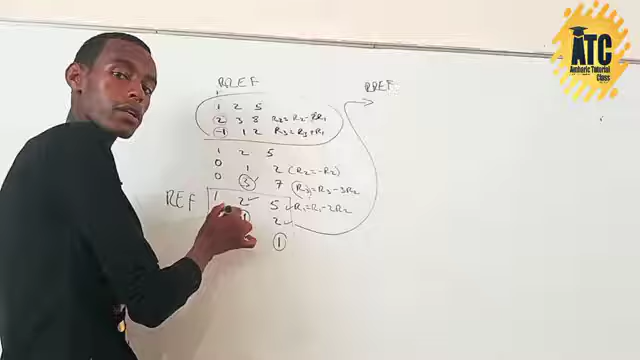 ATC
Amharic Tutorial
Class
RREF
RREF
1 2 5
2 3 8 R2=R2-2R1
-1 1 2 R3=R3+R1
1 2 5
0 1 2 (R2=-R2)
0 3 7 R3=R3-3R2
REF 1 2 5 R1=R1-2R2
1 2
1